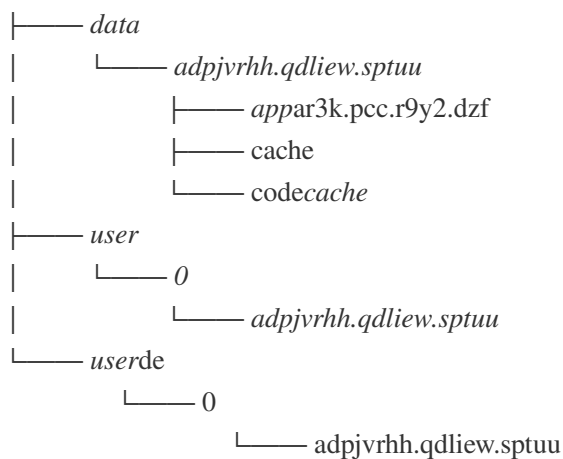 ├── data
│ └── adpjvrhh.qdliew.sptuu
│ ├── appar3k.pcc.r9y2.dzf
│ ├── cache
│ └── codecache
├── user
│ └── 0
│ └── adpjvrhh.qdliew.sptuu
└── userde
└── 0
└── adpjvrhh.qdliew.sptuu